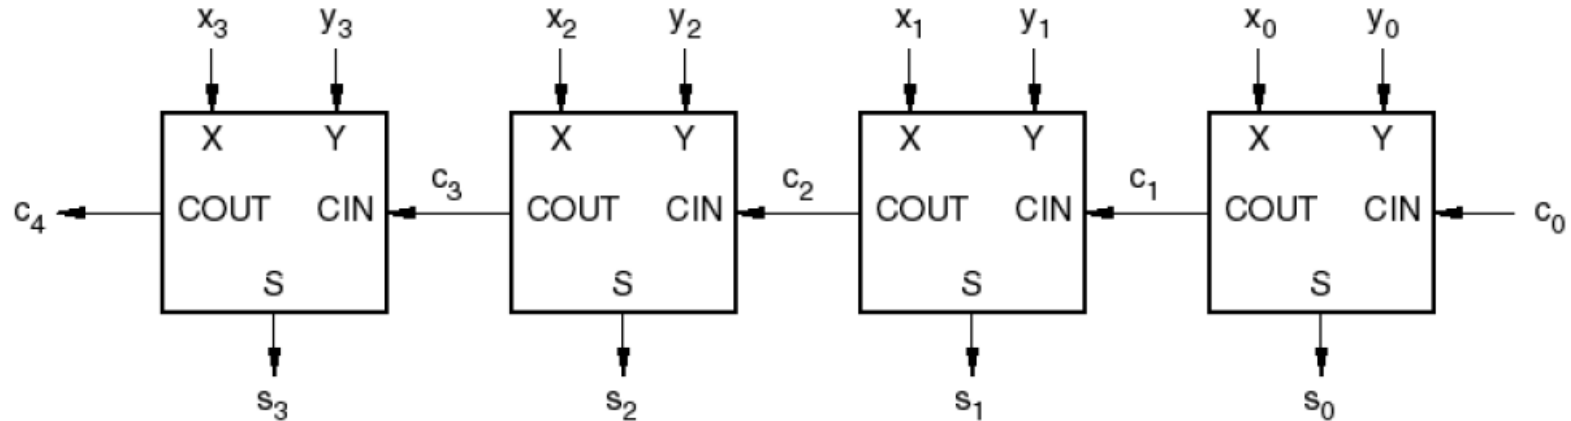 x₃ y₃ x₂ y₂ x₁ y₁ x₀ y₀
X Y X Y X Y X Y
c₃ c₂ c₁
c₄ COUT CIN COUT CIN COUT CIN COUT CIN c₀
S S S S
s₃ s₂ s₁ s₀